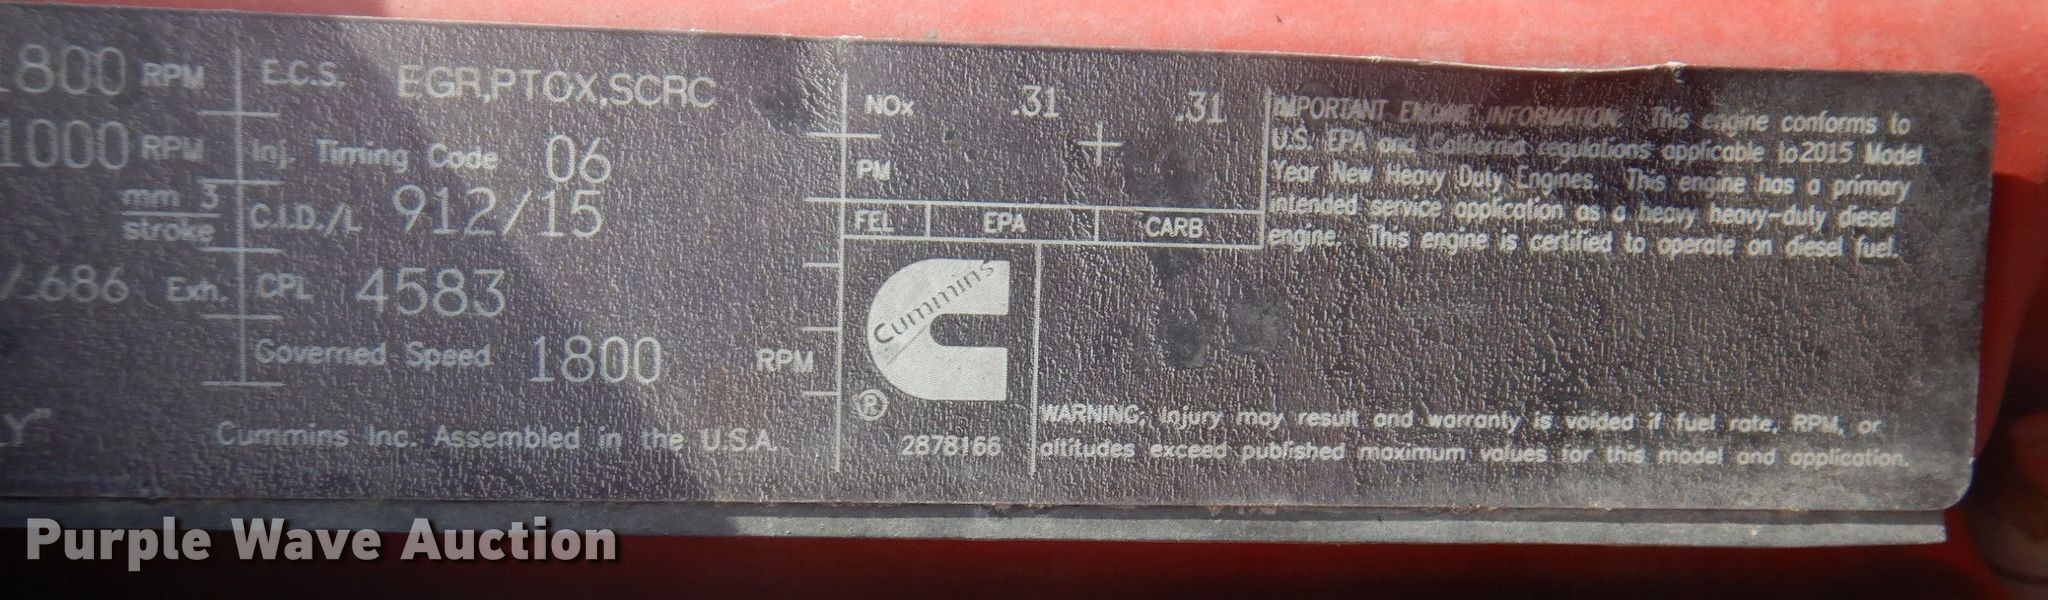 1800 RPM
E.C.S. EGR,PTOX,SCRC
1000 RPM
Inj. Timing Code 06
mm 3
stroke
C.I.D./L 912/15
/.686 Exh.
CPL 4583
Governed Speed 1800 RPM
Cummins Inc. Assembled in the U.S.A.
NOx .31 .31
PM
FEL EPA CARB
Cummins
®
2878166
IMPORTANT ENGINE INFORMATION. This engine conforms to
U.S. EPA and California regulations applicable to 2015 Model
Year New Heavy Duty Engines. This engine has a primary
intended service application as a heavy heavy-duty diesel
engine. This engine is certified to operate on diesel fuel.
WARNING; Injury may result and warranty is voided if fuel rate, RPM, or
altitudes exceed published maximum values for this model and application.
Purple Wave Auction